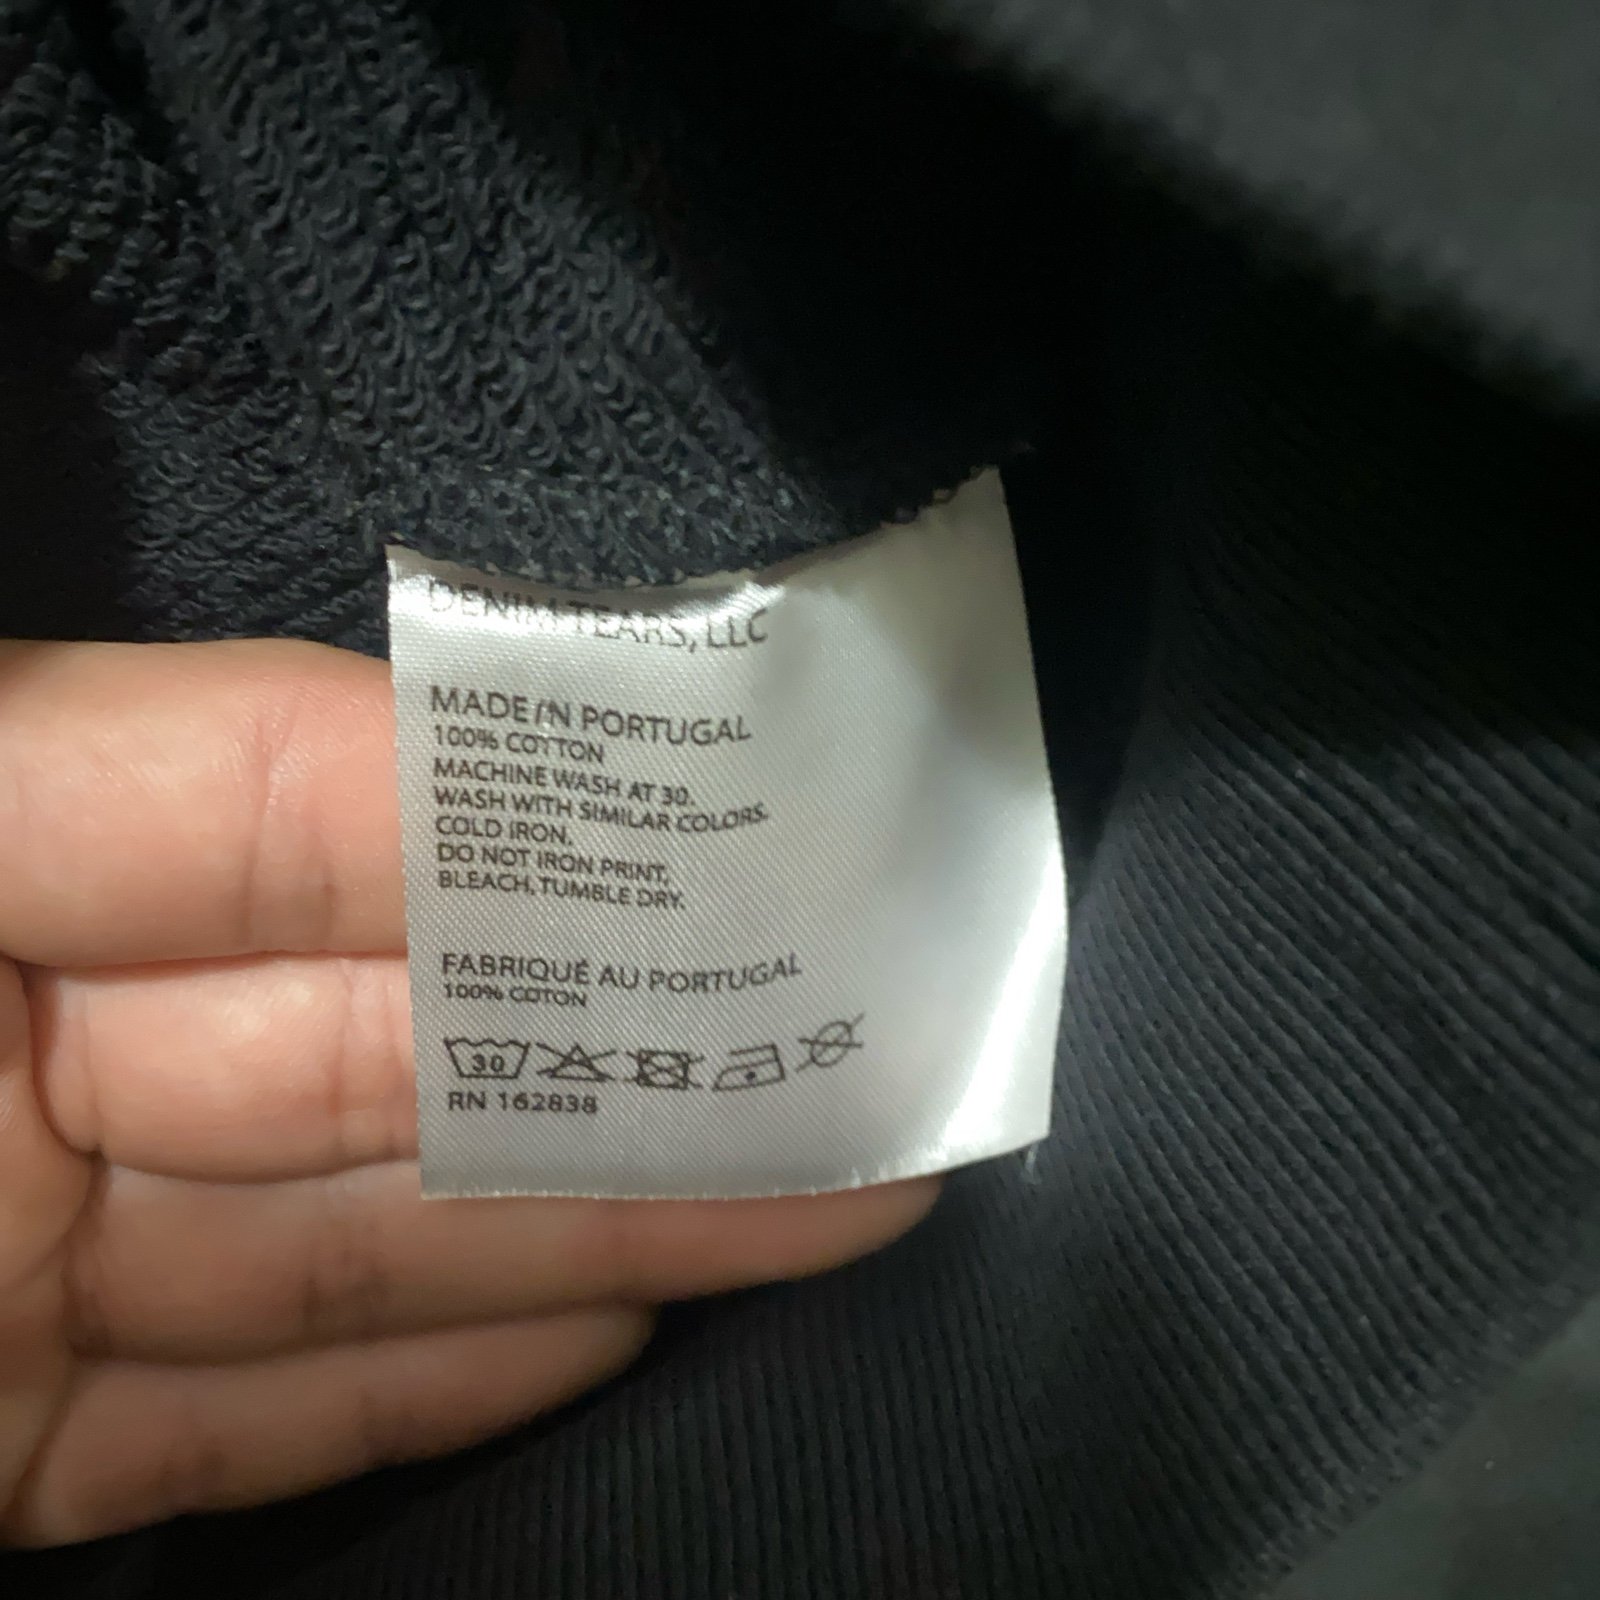 DENIM TEARS, LLC
MADE IN PORTUGAL
100% COTTON
MACHINE WASH AT 30.
WASH WITH SIMILAR COLORS.
COLD IRON.
DO NOT IRON PRINT,
BLEACH, TUMBLE DRY.
FABRIQUÉ AU PORTUGAL
100% COTON
30
RN 162838